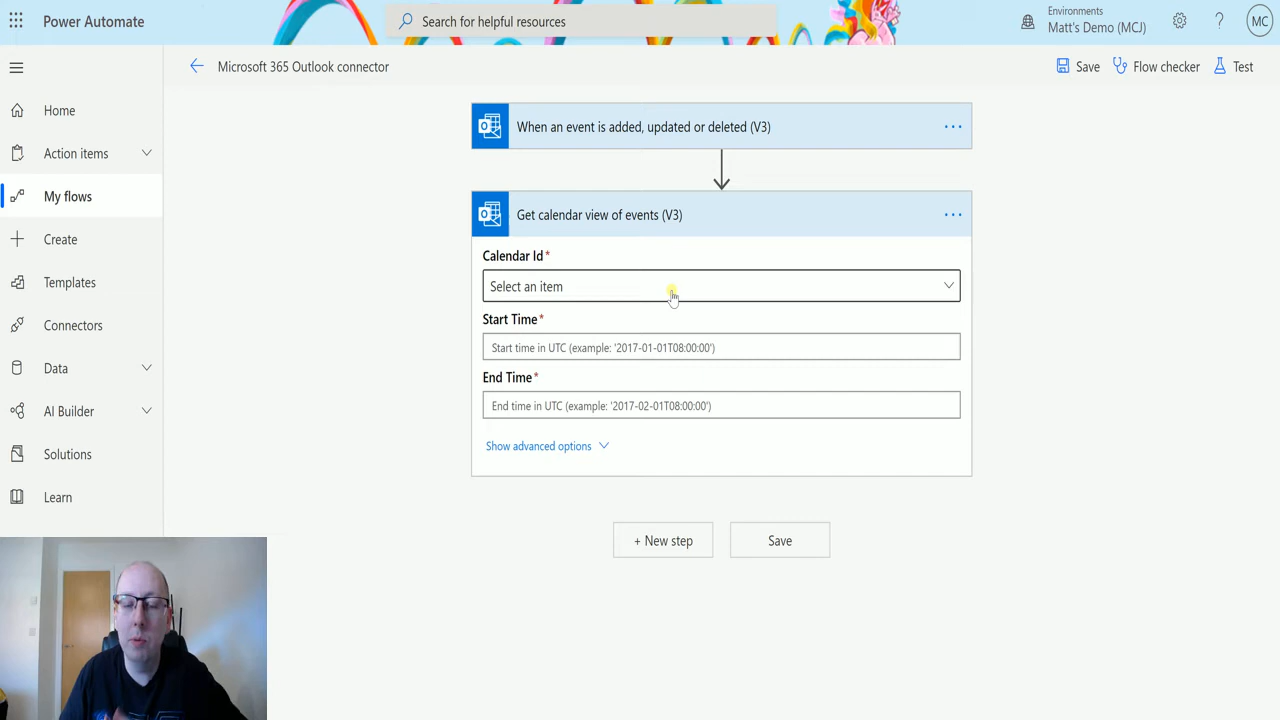 Power Automate
Search for helpful resources
Environments
Matt's Demo (MCJ)
?
MC
Microsoft 365 Outlook connector
Save
Flow checker
Test
Home
Action items
My flows
Create
Templates
Connectors
Data
AI Builder
Solutions
Learn
When an event is added, updated or deleted (V3)
Get calendar view of events (V3)
Calendar Id *
Select an item
Start Time *
Start time in UTC (example: '2017-01-01T08:00:00')
End Time *
End time in UTC (example: '2017-02-01T08:00:00')
Show advanced options
+ New step
Save